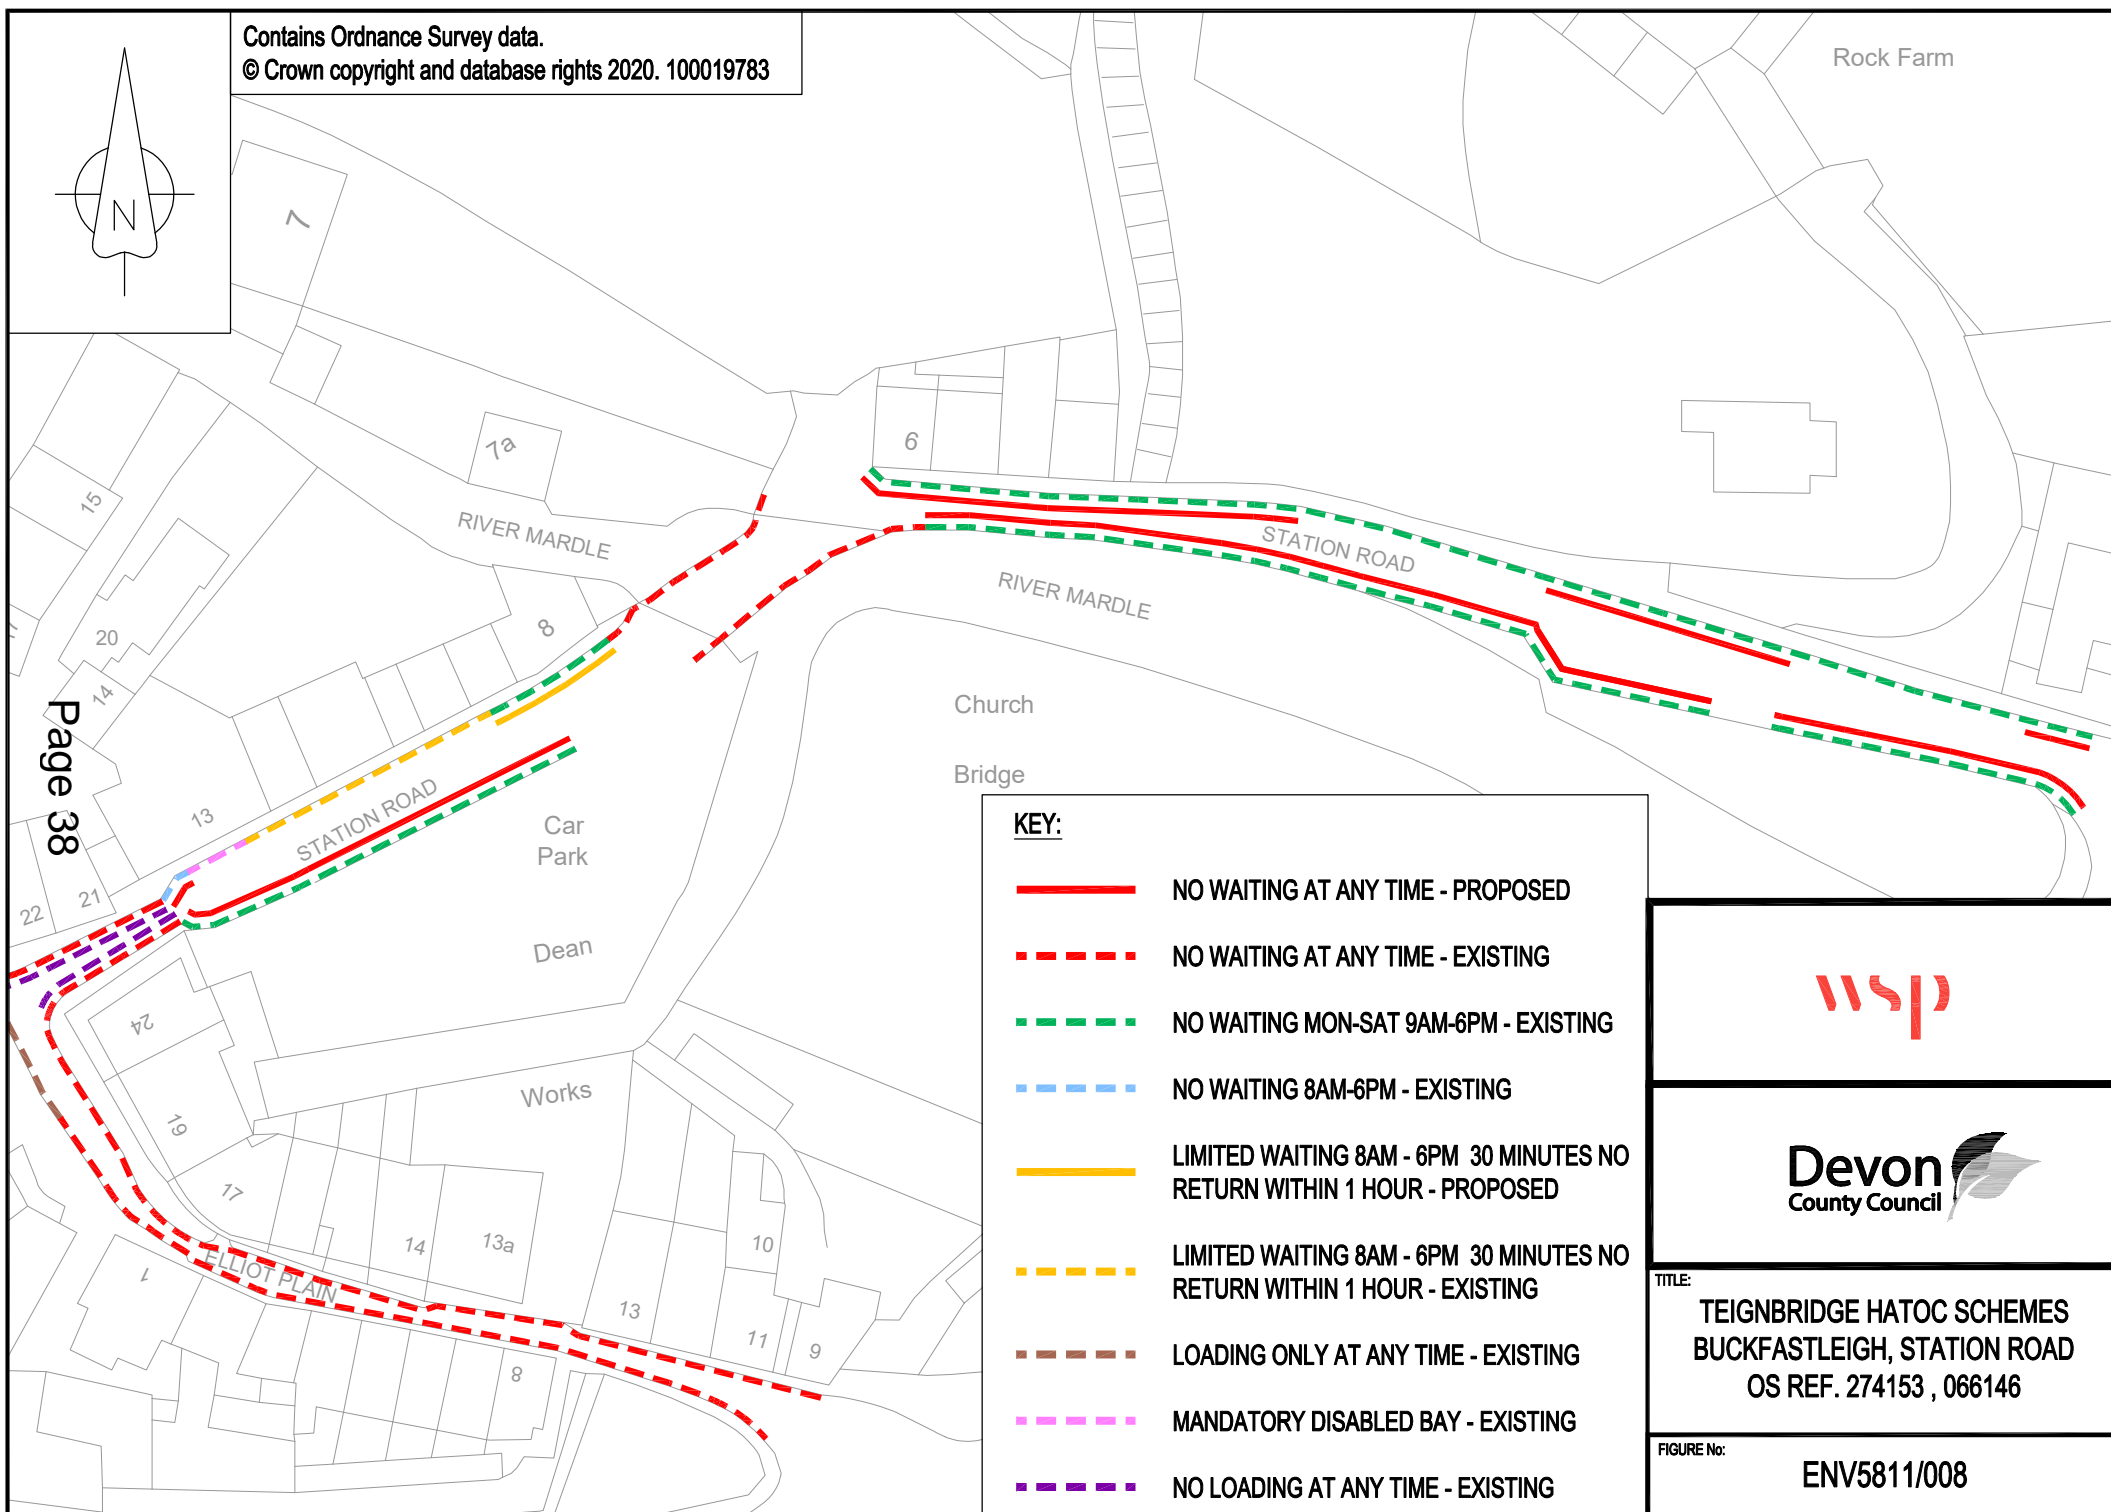 Contains Ordnance Survey data.
© Crown copyright and database rights 2020. 100019783
N
Rock Farm
7
7a
6
15
RIVER MARDLE
STATION ROAD
RIVER MARDLE
8
20
14
Page 38
Church
Bridge
13
STATION ROAD
Car
Park
21
22
Dean
24
Works
19
17
14
13a
10
ELLIOT PLAIN
1
13
11
9
8
KEY:
NO WAITING AT ANY TIME - PROPOSED
NO WAITING AT ANY TIME - EXISTING
NO WAITING MON-SAT 9AM-6PM - EXISTING
NO WAITING 8AM-6PM - EXISTING
LIMITED WAITING 8AM - 6PM 30 MINUTES NO
RETURN WITHIN 1 HOUR - PROPOSED
LIMITED WAITING 8AM - 6PM 30 MINUTES NO
RETURN WITHIN 1 HOUR - EXISTING
LOADING ONLY AT ANY TIME - EXISTING
MANDATORY DISABLED BAY - EXISTING
NO LOADING AT ANY TIME - EXISTING
wsp
Devon
County Council
TITLE:
TEIGNBRIDGE HATOC SCHEMES
BUCKFASTLEIGH, STATION ROAD
OS REF. 274153 , 066146
FIGURE No:
ENV5811/008